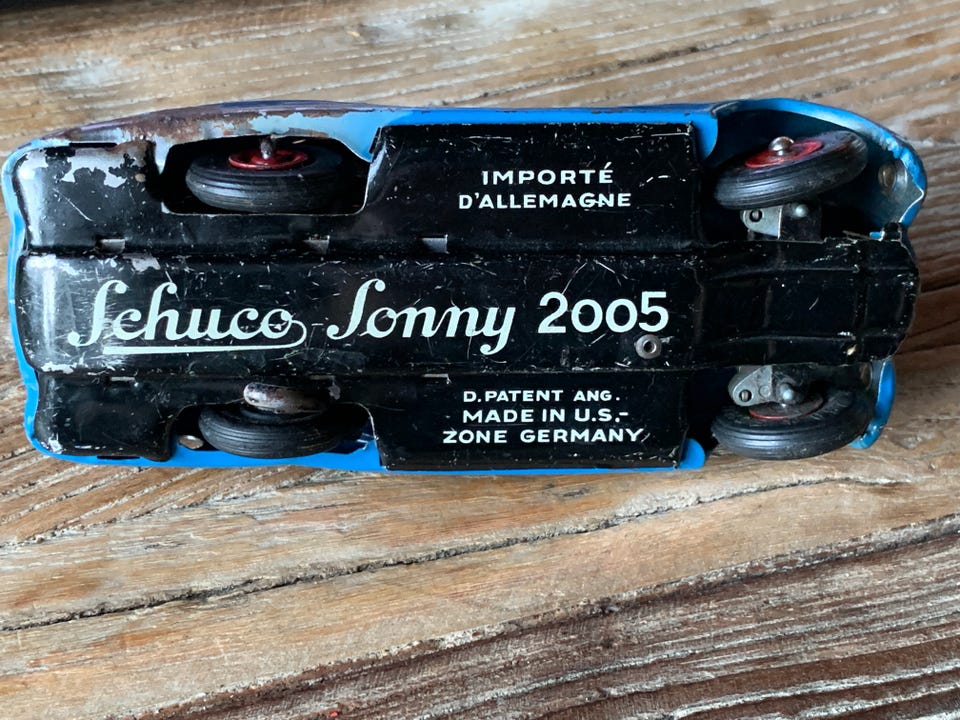 IMPORTÉ
D'ALLEMAGNE
Schuco Sonny 2005
D. PATENT ANG.
MADE IN U.S.-
ZONE GERMANY